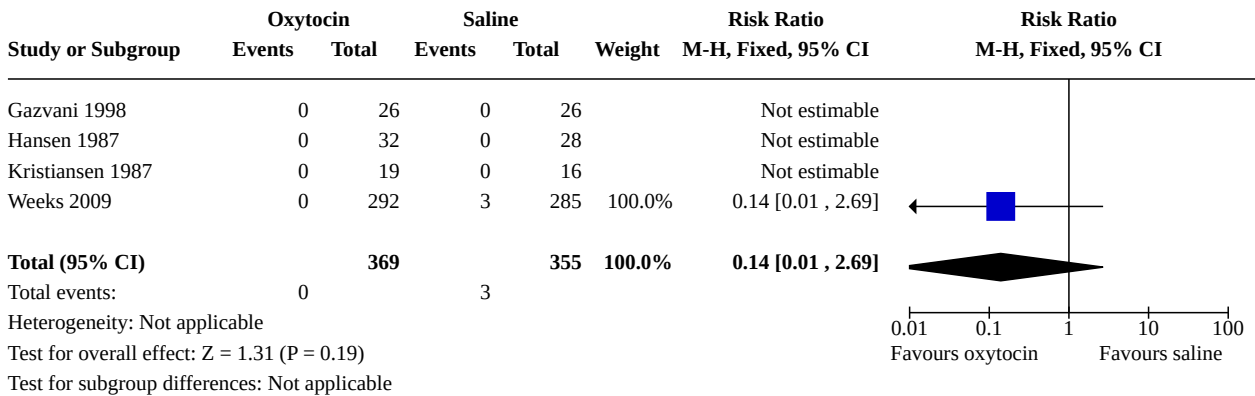 Oxytocin Saline Risk Ratio Risk Ratio
Study or Subgroup Events Total Events Total Weight M-H, Fixed, 95% CI M-H, Fixed, 95% CI
Gazvani 1998 0 26 0 26 Not estimable
Hansen 1987 0 32 0 28 Not estimable
Kristiansen 1987 0 19 0 16 Not estimable
Weeks 2009 0 292 3 285 100.0% 0.14 [0.01 , 2.69]
Total (95% CI) 369 355 100.0% 0.14 [0.01 , 2.69]
Total events: 0 3
Heterogeneity: Not applicable
Test for overall effect: Z = 1.31 (P = 0.19)
Test for subgroup differences: Not applicable
0.01 0.1 1 10 100
Favours oxytocin Favours saline